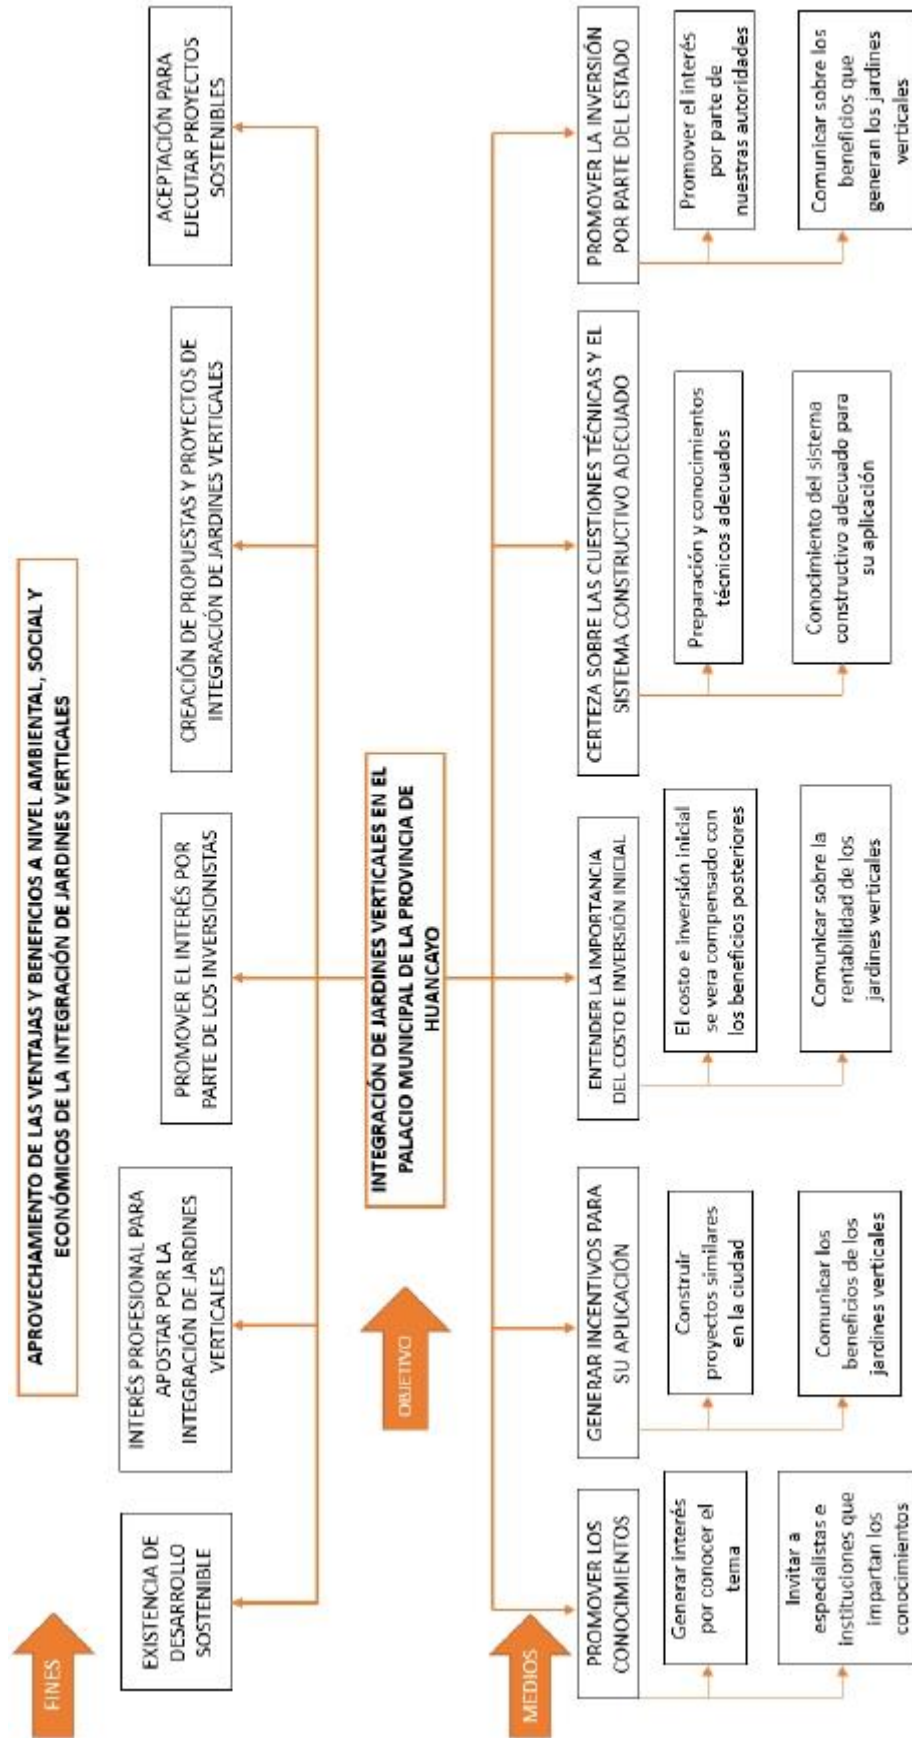 FINES
APROVECHAMIENTO DE LAS VENTAJAS Y BENEFICIOS A NIVEL AMBIENTAL, SOCIAL Y
ECONÓMICOS DE LA INTEGRACIÓN DE JARDINES VERTICALES
EXISTENCIA DE
DESARROLLO
SOSTENIBLE
INTERÉS PROFESIONAL PARA
APOSTAR POR LA
INTEGRACIÓN DE JARDINES
VERTICALES
PROMOVER EL INTERÉS POR
PARTE DE LOS INVERSIONISTAS
CREACIÓN DE PROPUESTAS Y PROYECTOS DE
INTEGRACIÓN DE JARDINES VERTICALES
ACEPTACIÓN PARA
EJECUTAR PROYECTOS
SOSTENIBLES
OBJETIVO
INTEGRACIÓN DE JARDINES VERTICALES EN EL
PALACIO MUNICIPAL DE LA PROVINCIA DE
HUANCAYO
MEDIOS
PROMOVER LOS
CONOCIMIENTOS
Generar interés
por conocer el
tema
Invitar a
especialistas e
instituciones que
impartan los
conocimientos
GENERAR INCENTIVOS PARA
SU APLICACIÓN
Construir
proyectos similares
en la ciudad
Comunicar los
beneficios de los
jardines verticales
ENTENDER LA IMPORTANCIA
DEL COSTO E INVERSIÓN INICIAL
El costo e inversión inicial
se vera compensado con
los beneficios posteriores
Comunicar sobre la
rentabilidad de los
jardines verticales
CERTEZA SOBRE LAS CUESTIONES TÉCNICAS Y EL
SISTEMA CONSTRUCTIVO ADECUADO
Preparación y conocimientos
técnicos adecuados
Conocimiento del sistema
constructivo adecuado para
su aplicación
PROMOVER LA INVERSIÓN
POR PARTE DEL ESTADO
Promover el interés
por parte de
nuestras autoridades
Comunicar sobre los
beneficios que
generan los jardines
verticales